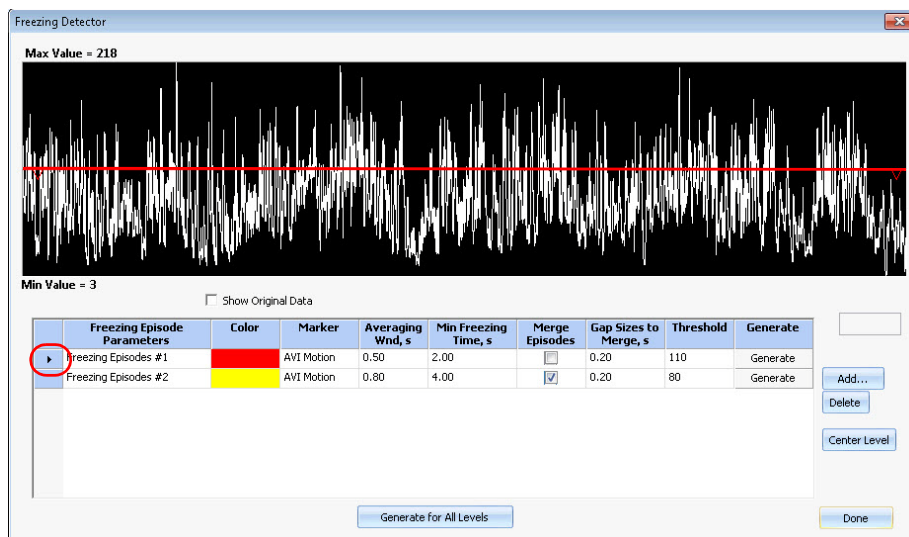 Freezing Detector
Max Value = 218
Min Value = 3
Show Original Data
Freezing Episode Parameters Color Marker Averaging Wnd, s Min Freezing Time, s Merge Episodes Gap Sizes to Merge, s Threshold Generate
Freezing Episodes #1 AVI Motion 0.50 2.00 0.20 110 Generate
Freezing Episodes #2 AVI Motion 0.80 4.00 0.20 80 Generate
Add...
Delete
Center Level
Generate for All Levels
Done